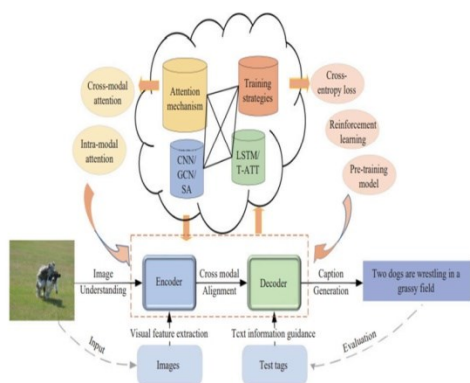 Cross-modal
attention
Attention
mechanism
Training
strategies
Cross-
entropy loss
Intra-modal
attention
CNN/
GCN/
SA
LSTM/
T-ATT
Reinforcement
learning
Pre-training
model
Image
Understanding
Encoder
Cross modal
Alignment
Decoder
Caption
Generation
Two dogs are wrestling in a
grassy field
Input
Visual feature extraction
Text information guidance
Evaluation
Images
Test tags